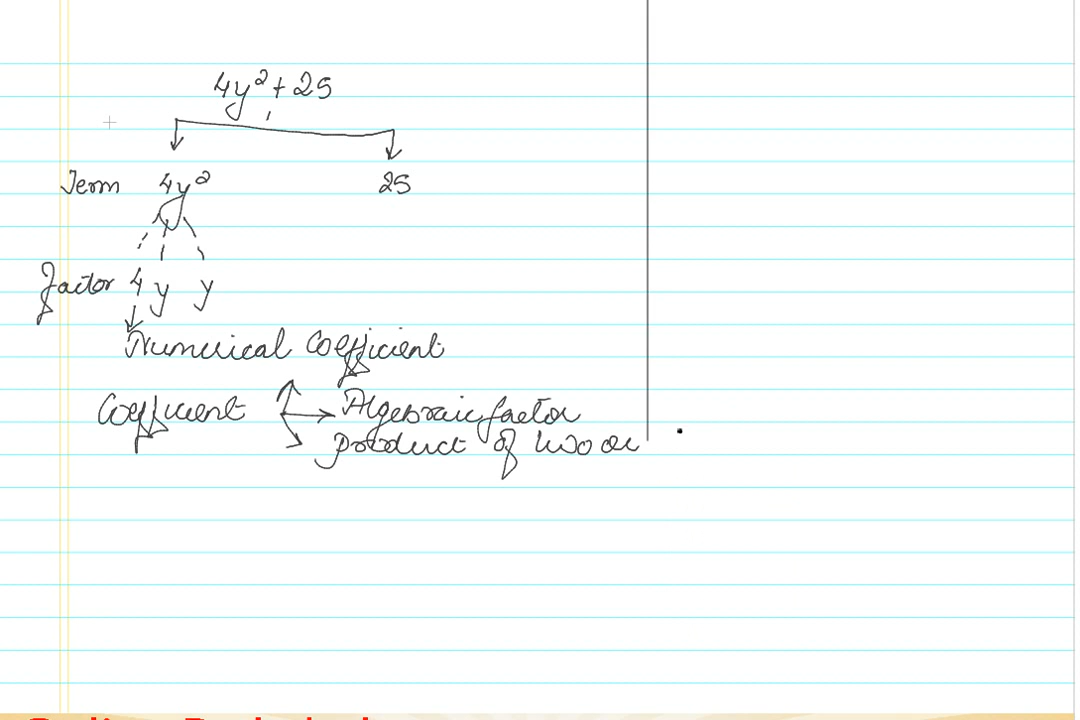 4y²+25
Term 4y² 25
factor 4 y y
Numerical Coefficient
Coefficient Algebraic factor
product of two or